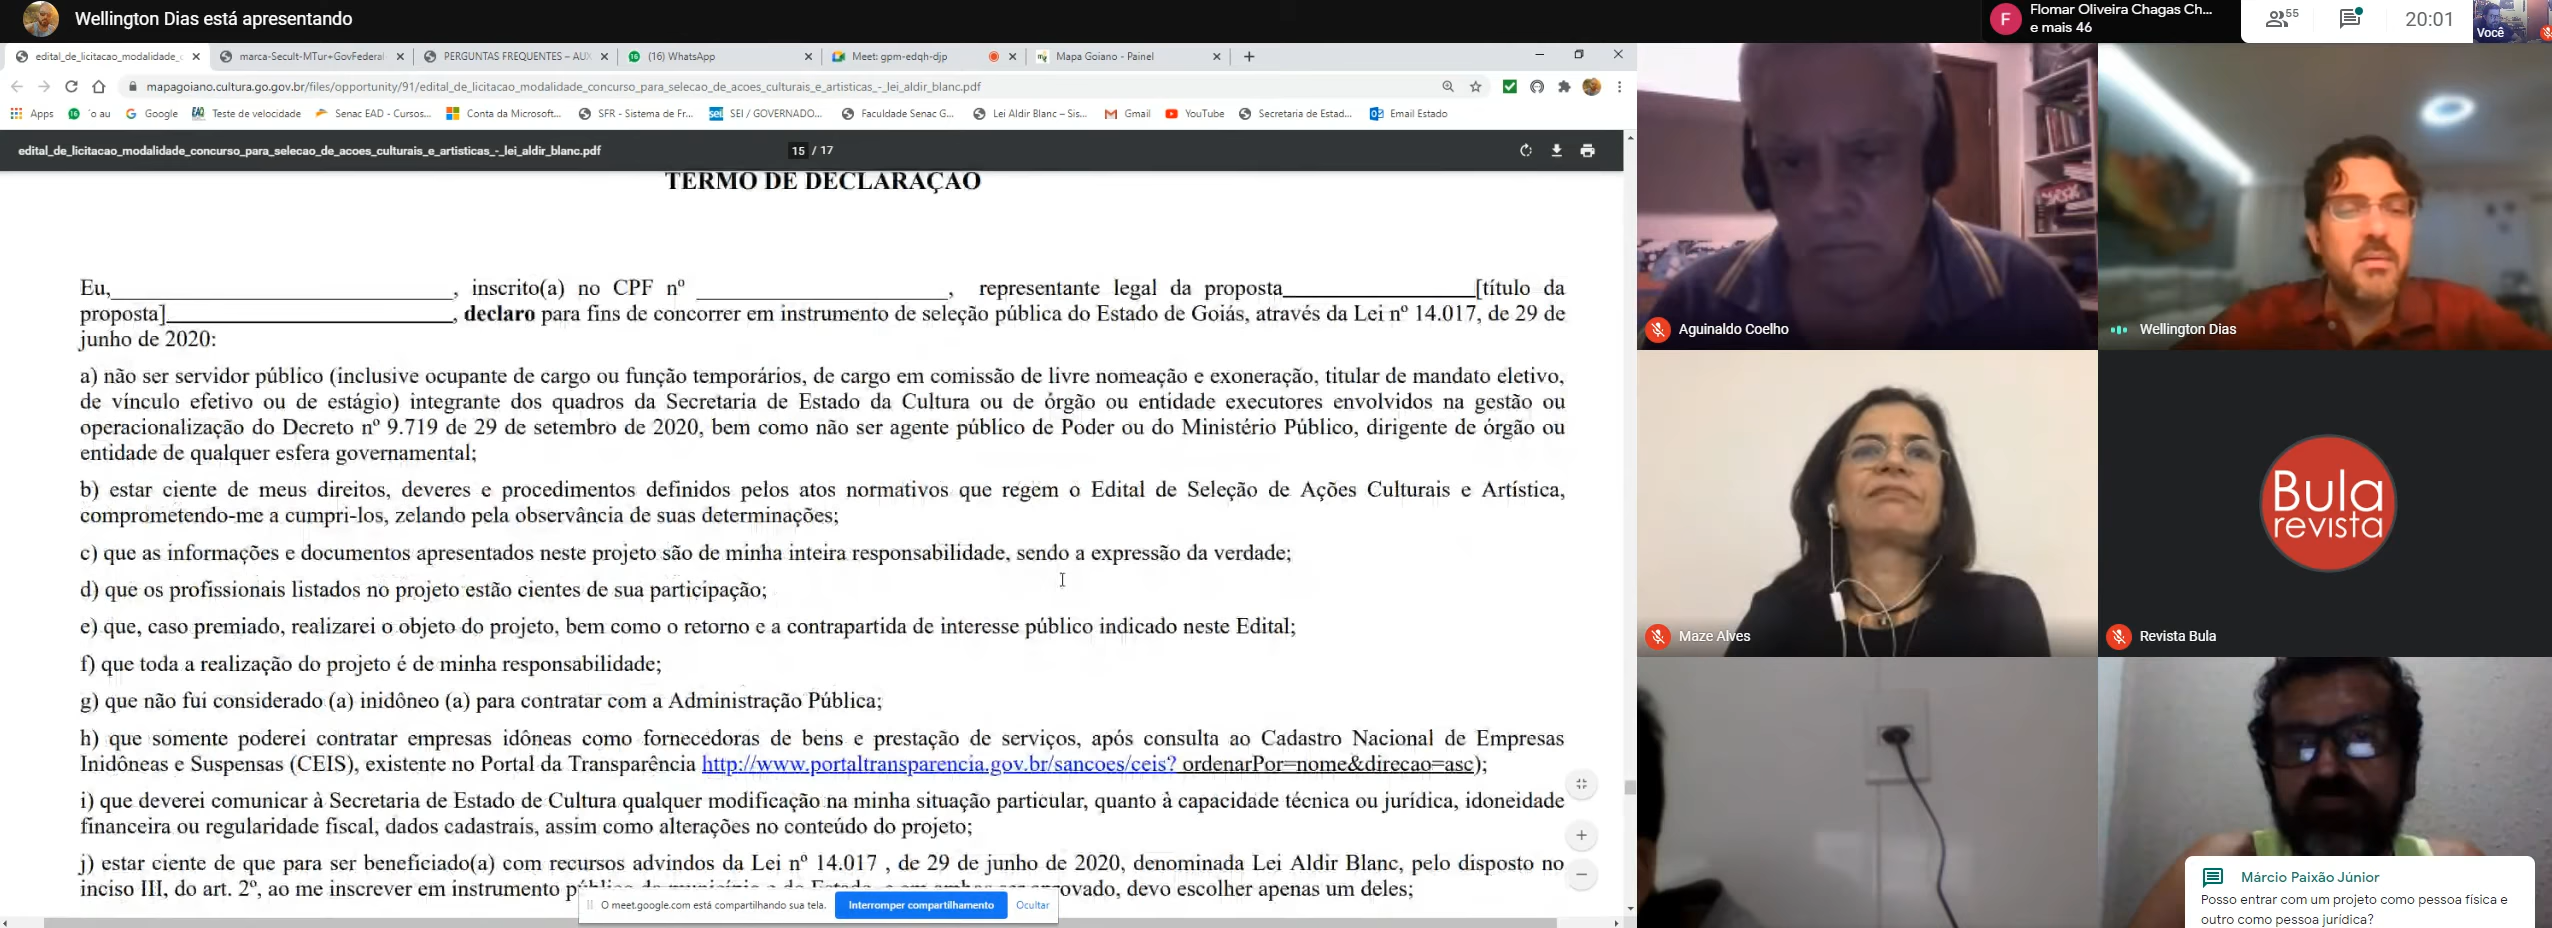 Wellington Dias está apresentando
F
Flomar Oliveira Chagas Ch...
e mais 46
55
20:01
Você
edital_de_licitacao_modalidade_c
marca-Secult-MTur+GovFederal
PERGUNTAS FREQUENTES – AUX
(16) WhatsApp
Meet: gpm-edqh-djp
Mapa Goiano - Painel
mapagoiano.cultura.go.gov.br/files/opportunity/91/edital_de_licitacao_modalidade_concurso_para_selecao_de_acoes_culturais_e_artisticas_-_lei_aldir_blanc.pdf
Apps
Google
Teste de velocidade
Senac EAD - Cursos...
Conta da Microsoft...
SFR - Sistema de Fr...
SEI / GOVERNADO...
Faculdade Senac G...
Lei Aldir Blanc – Sis...
Gmail
YouTube
Secretaria de Estad...
Email Estado
edital_de_licitacao_modalidade_concurso_para_selecao_de_acoes_culturais_e_artisticas_-_lei_aldir_blanc.pdf
15 / 17
TERMO DE DECLARAÇÃO
Eu,____________________, inscrito(a) no CPF nº ____________________, representante legal da proposta____________________[título da
proposta]____________________, declaro para fins de concorrer em instrumento de seleção pública do Estado de Goiás, através da Lei nº 14.017, de 29 de
junho de 2020:
a) não ser servidor público (inclusive ocupante de cargo ou função temporários, de cargo em comissão de livre nomeação e exoneração, titular de mandato eletivo,
de vínculo efetivo ou de estágio) integrante dos quadros da Secretaria de Estado da Cultura ou de órgão ou entidade executores envolvidos na gestão ou
operacionalização do Decreto nº 9.719 de 29 de setembro de 2020, bem como não ser agente público de Poder ou do Ministério Público, dirigente de órgão ou
entidade de qualquer esfera governamental;
b) estar ciente de meus direitos, deveres e procedimentos definidos pelos atos normativos que regem o Edital de Seleção de Ações Culturais e Artística,
comprometendo-me a cumpri-los, zelando pela observância de suas determinações;
c) que as informações e documentos apresentados neste projeto são de minha inteira responsabilidade, sendo a expressão da verdade;
d) que os profissionais listados no projeto estão cientes de sua participação;
e) que, caso premiado, realizarei o objeto do projeto, bem como o retorno e a contrapartida de interesse público indicado neste Edital;
f) que toda a realização do projeto é de minha responsabilidade;
g) que não fui considerado (a) inidôneo (a) para contratar com a Administração Pública;
h) que somente poderei contratar empresas idôneas como fornecedoras de bens e prestação de serviços, após consulta ao Cadastro Nacional de Empresas
Inidôneas e Suspensas (CEIS), existente no Portal da Transparência http://www.portaltransparencia.gov.br/sancoes/ceis? ordenarPor=nome&direcao=asc);
i) que deverei comunicar à Secretaria de Estado de Cultura qualquer modificação na minha situação particular, quanto à capacidade técnica ou jurídica, idoneidade
financeira ou regularidade fiscal, dados cadastrais, assim como alterações no conteúdo do projeto;
j) estar ciente de que para ser beneficiado(a) com recursos advindos da Lei nº 14.017 , de 29 de junho de 2020, denominada Lei Aldir Blanc, pelo disposto no
inciso III, do art. 2º, ao me inscrever em instrumento devo escolher apenas um deles;
O meet.google.com está compartilhando sua tela.
Interromper compartilhamento
Ocultar
Aguinaldo Coelho
Wellington Dias
Maze Alves
Bula
revista
Revista Bula
Márcio Paixão Júnior
Posso entrar com um projeto como pessoa física e
outro como pessoa jurídica?